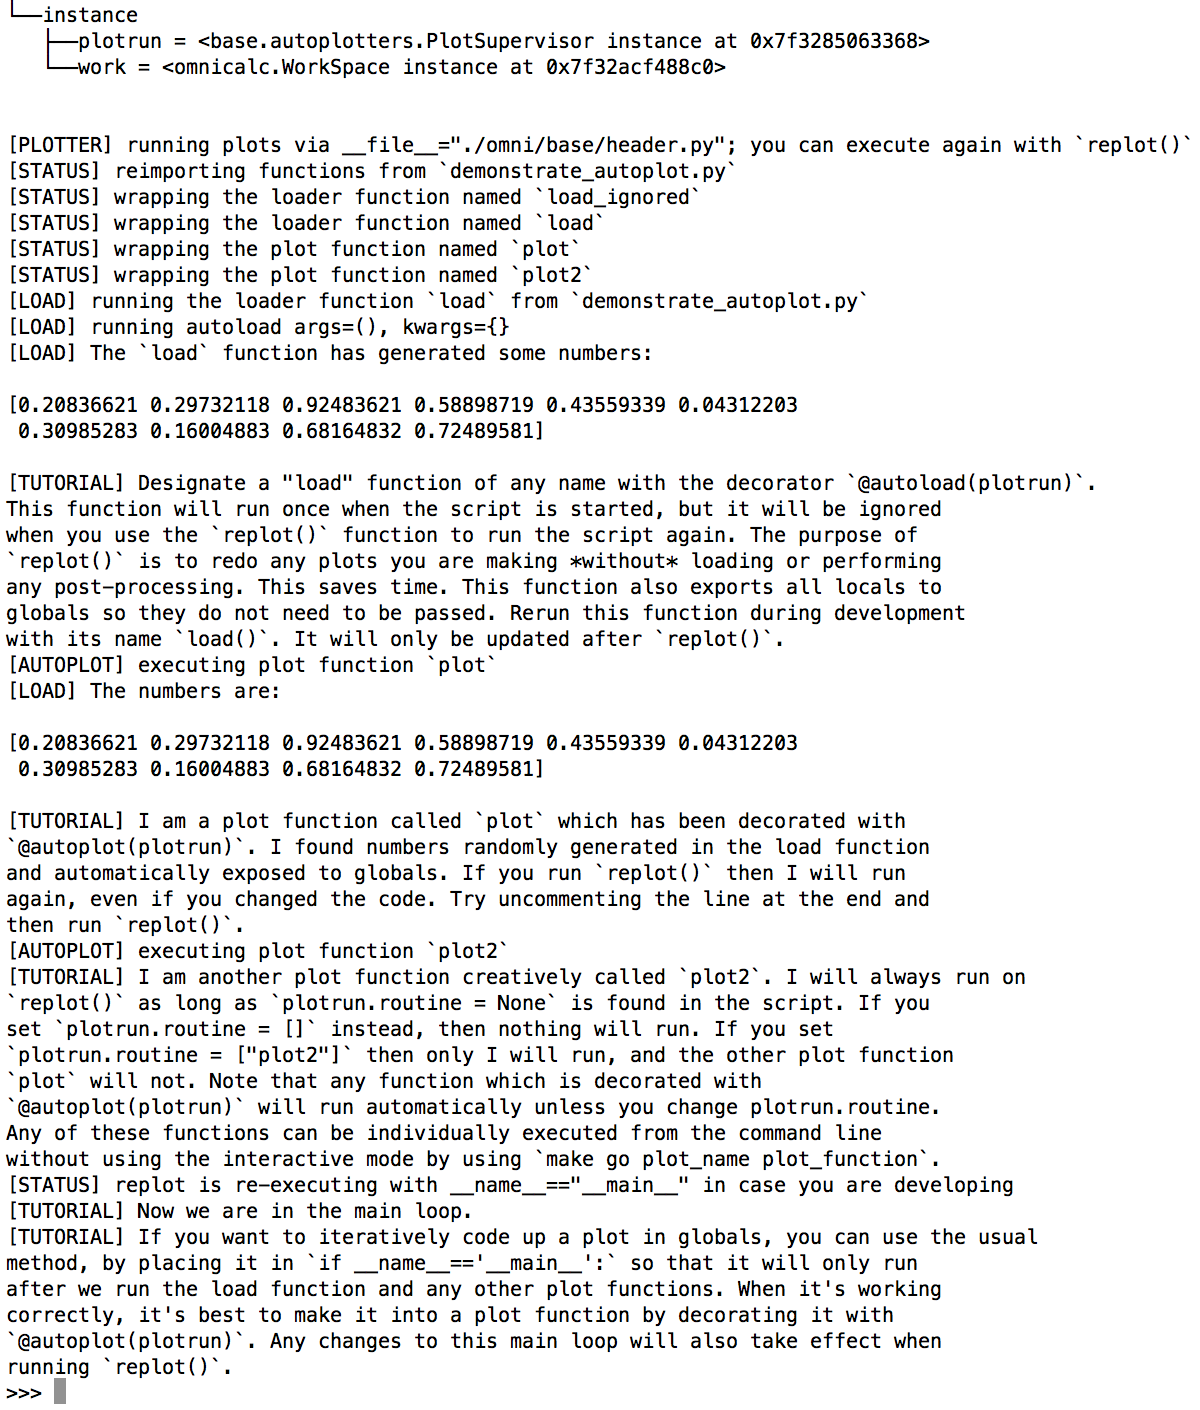 └──instance
   ├──plotrun = <base.autoplotters.PlotSupervisor instance at 0x7f3285063368>
   └──work = <omnicalc.WorkSpace instance at 0x7f32acf488c0>
[PLOTTER] running plots via __file__="./omni/base/header.py"; you can execute again with `replot()`
[STATUS] reimporting functions from `demonstrate_autoplot.py`
[STATUS] wrapping the loader function named `load_ignored`
[STATUS] wrapping the loader function named `load`
[STATUS] wrapping the plot function named `plot`
[STATUS] wrapping the plot function named `plot2`
[LOAD] running the loader function `load` from `demonstrate_autoplot.py`
[LOAD] running autoload args=(), kwargs={}
[LOAD] The `load` function has generated some numbers:
[0.20836621 0.29732118 0.92483621 0.58898719 0.43559339 0.04312203
 0.30985283 0.16004883 0.68164832 0.72489581]
[TUTORIAL] Designate a "load" function of any name with the decorator `@autoload(plotrun)`.
This function will run once when the script is started, but it will be ignored
when you use the `replot()` function to run the script again. The purpose of
`replot()` is to redo any plots you are making *without* loading or performing
any post-processing. This saves time. This function also exports all locals to
globals so they do not need to be passed. Rerun this function during development
with its name `load()`. It will only be updated after `replot()`.
[AUTOPLOT] executing plot function `plot`
[LOAD] The numbers are:
[0.20836621 0.29732118 0.92483621 0.58898719 0.43559339 0.04312203
 0.30985283 0.16004883 0.68164832 0.72489581]
[TUTORIAL] I am a plot function called `plot` which has been decorated with
`@autoplot(plotrun)`. I found numbers randomly generated in the load function
and automatically exposed to globals. If you run `replot()` then I will run
again, even if you changed the code. Try uncommenting the line at the end and
then run `replot()`.
[AUTOPLOT] executing plot function `plot2`
[TUTORIAL] I am another plot function creatively called `plot2`. I will always run on
`replot()` as long as `plotrun.routine = None` is found in the script. If you
set `plotrun.routine = []` instead, then nothing will run. If you set
`plotrun.routine = ["plot2"]` then only I will run, and the other plot function
`plot` will not. Note that any function which is decorated with
`@autoplot(plotrun)` will run automatically unless you change plotrun.routine.
Any of these functions can be individually executed from the command line
without using the interactive mode by using `make go plot_name plot_function`.
[STATUS] replot is re-executing with __name__=="__main__" in case you are developing
[TUTORIAL] Now we are in the main loop.
[TUTORIAL] If you want to iteratively code up a plot in globals, you can use the usual
method, by placing it in `if __name__=='__main__':` so that it will only run
after we run the load function and any other plot functions. When it's working
correctly, it's best to make it into a plot function by decorating it with
`@autoplot(plotrun)`. Any changes to this main loop will also take effect when
running `replot()`.
>>>